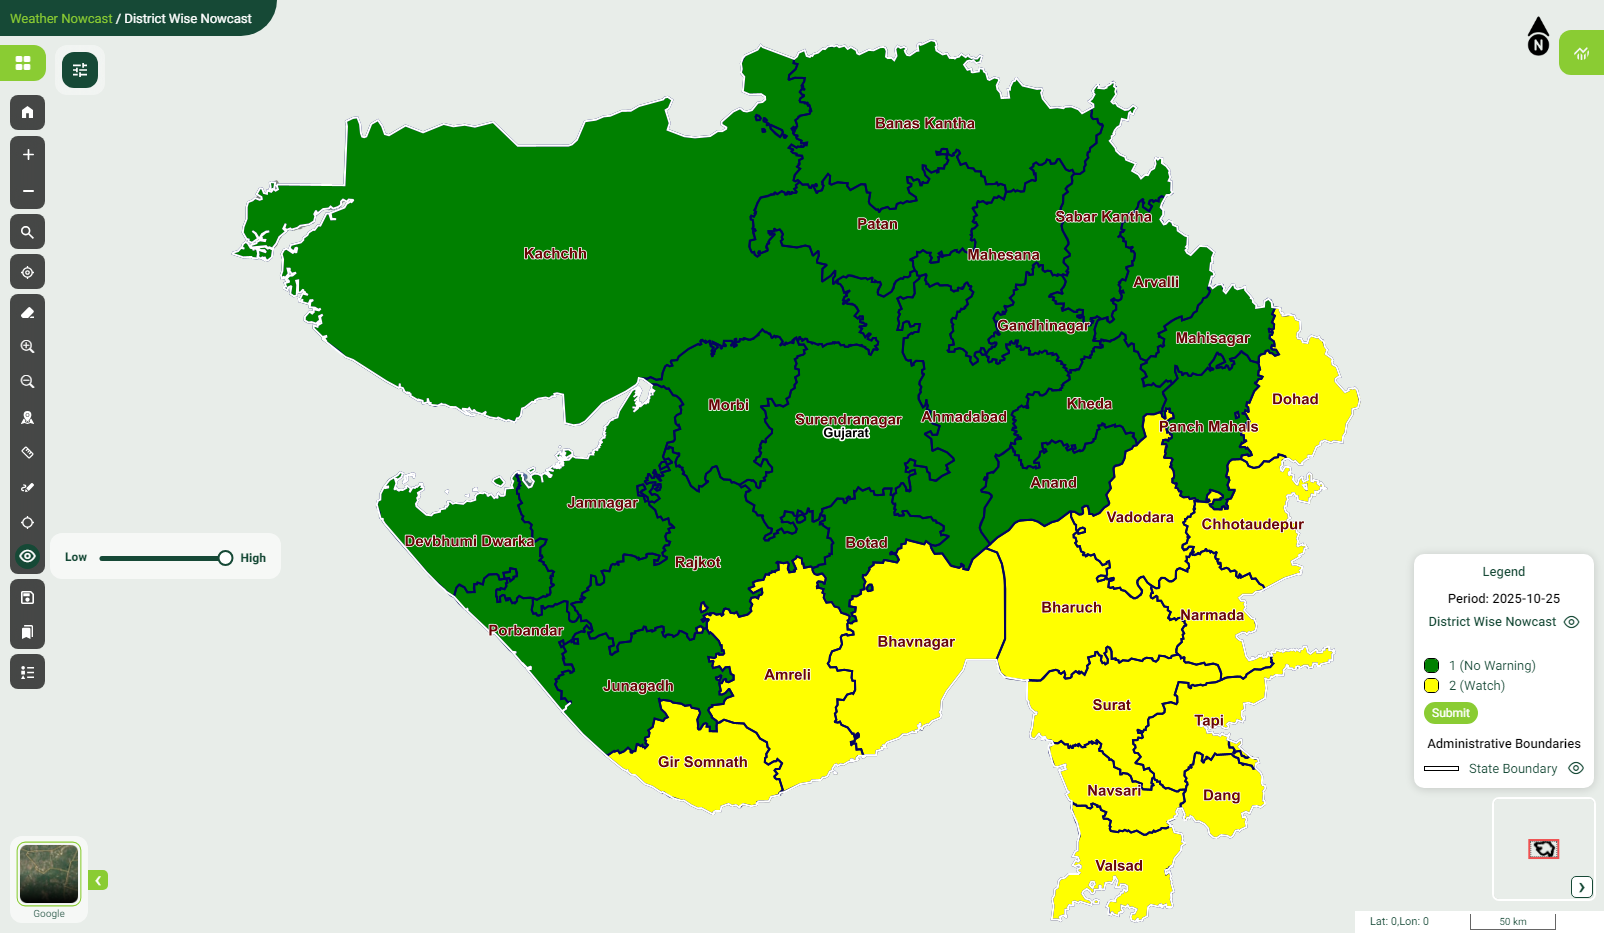 Weather Nowcast / District Wise Nowcast
N
Banas Kantha
Patan
Sabar Kantha
Kachchh
Mahesana
Arvalli
Gandhinagar
Mahisagar
Dohad
Morbi
Kheda
Surendranagar
Ahmadabad
Gujarat
Panch Mahals
Anand
Jamnagar
Vadodara
Chhotaudepur
Devbhumi Dwarka
Botad
Rajkot
Bharuch
Narmada
Porbandar
Bhavnagar
Amreli
Junagadh
Surat
Tapi
Gir Somnath
Navsari
Dang
Valsad
Low
High
Legend
Period: 2025-10-25
District Wise Nowcast
1 (No Warning)
2 (Watch)
Submit
Administrative Boundaries
State Boundary
Google
Lat: 0,Lon: 0
50 km